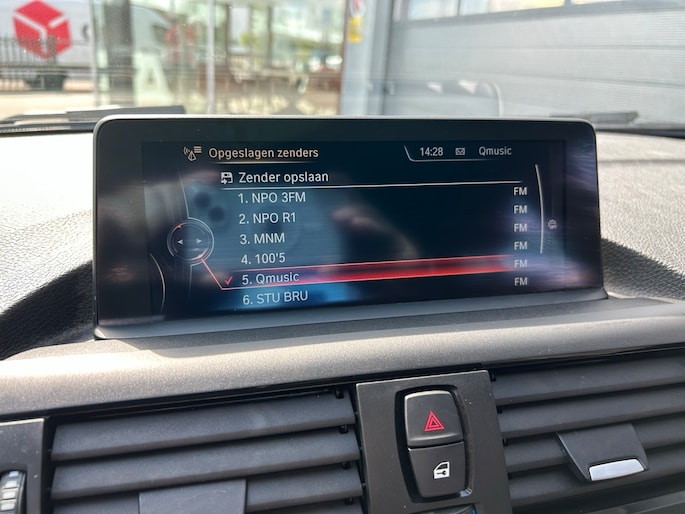 Opgeslagen zenders 14:28 Qmusic
Zender opslaan
1. NPO 3FM FM
2. NPO R1 FM
3. MNM FM
4. 100'5 FM
5. Qmusic FM
6. STU BRU FM